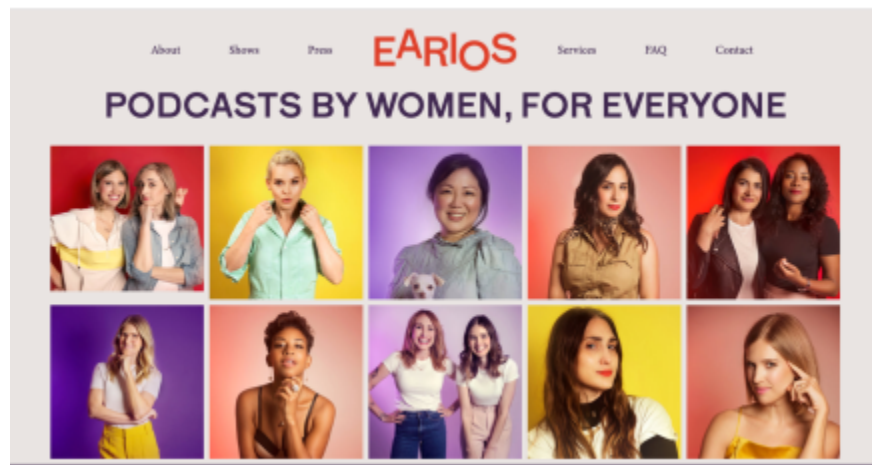 About Shows Press EARIOS Services FAQ Contact
PODCASTS BY WOMEN, FOR EVERYONE